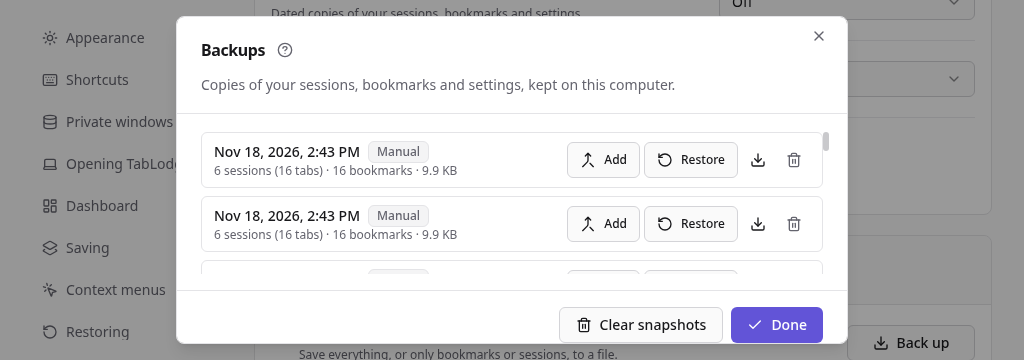 Dated copies of your sessions, bookmarks and settings
Off
Appearance
Shortcuts
Private windows
Opening TabLod
Dashboard
Saving
Context menus
Restoring
Backups
Copies of your sessions, bookmarks and settings, kept on this computer.
Nov 18, 2026, 2:43 PM Manual
6 sessions (16 tabs) · 16 bookmarks · 9.9 KB
Add Restore
Nov 18, 2026, 2:43 PM Manual
6 sessions (16 tabs) · 16 bookmarks · 9.9 KB
Add Restore
Clear snapshots Done
Back up
Save everything, or only bookmarks or sessions, to a file.